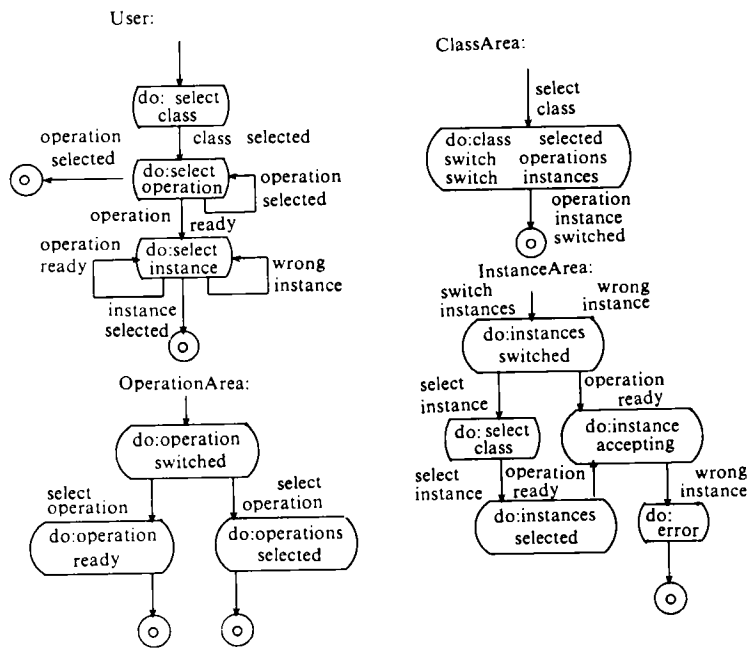 User:
do: select
class
class selected
operation
selected
do:select
operation
operation
selected
operation
ready
operation
ready
do:select
instance
wrong
instance
instance
selected
OperationArea:
do:operation
switched
select
operation
select
operation
do:operation
ready
do:operations
selected
ClassArea:
select
class
do:class selected
switch operations
switch instances
operation
instance
switched
InstanceArea:
switch
instances
wrong
instance
do:instances
switched
select
instance
operation
ready
do: select
class
do:instance
accepting
select
instance
operation
ready
wrong
instance
do:instances
selected
do:
error